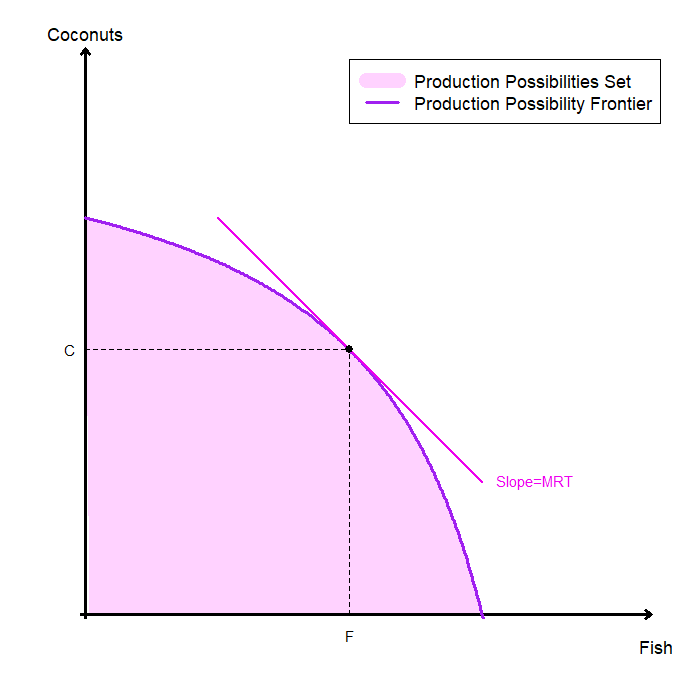 Coconuts
Production Possibilities Set
Production Possibility Frontier
C
Slope=MRT
F
Fish